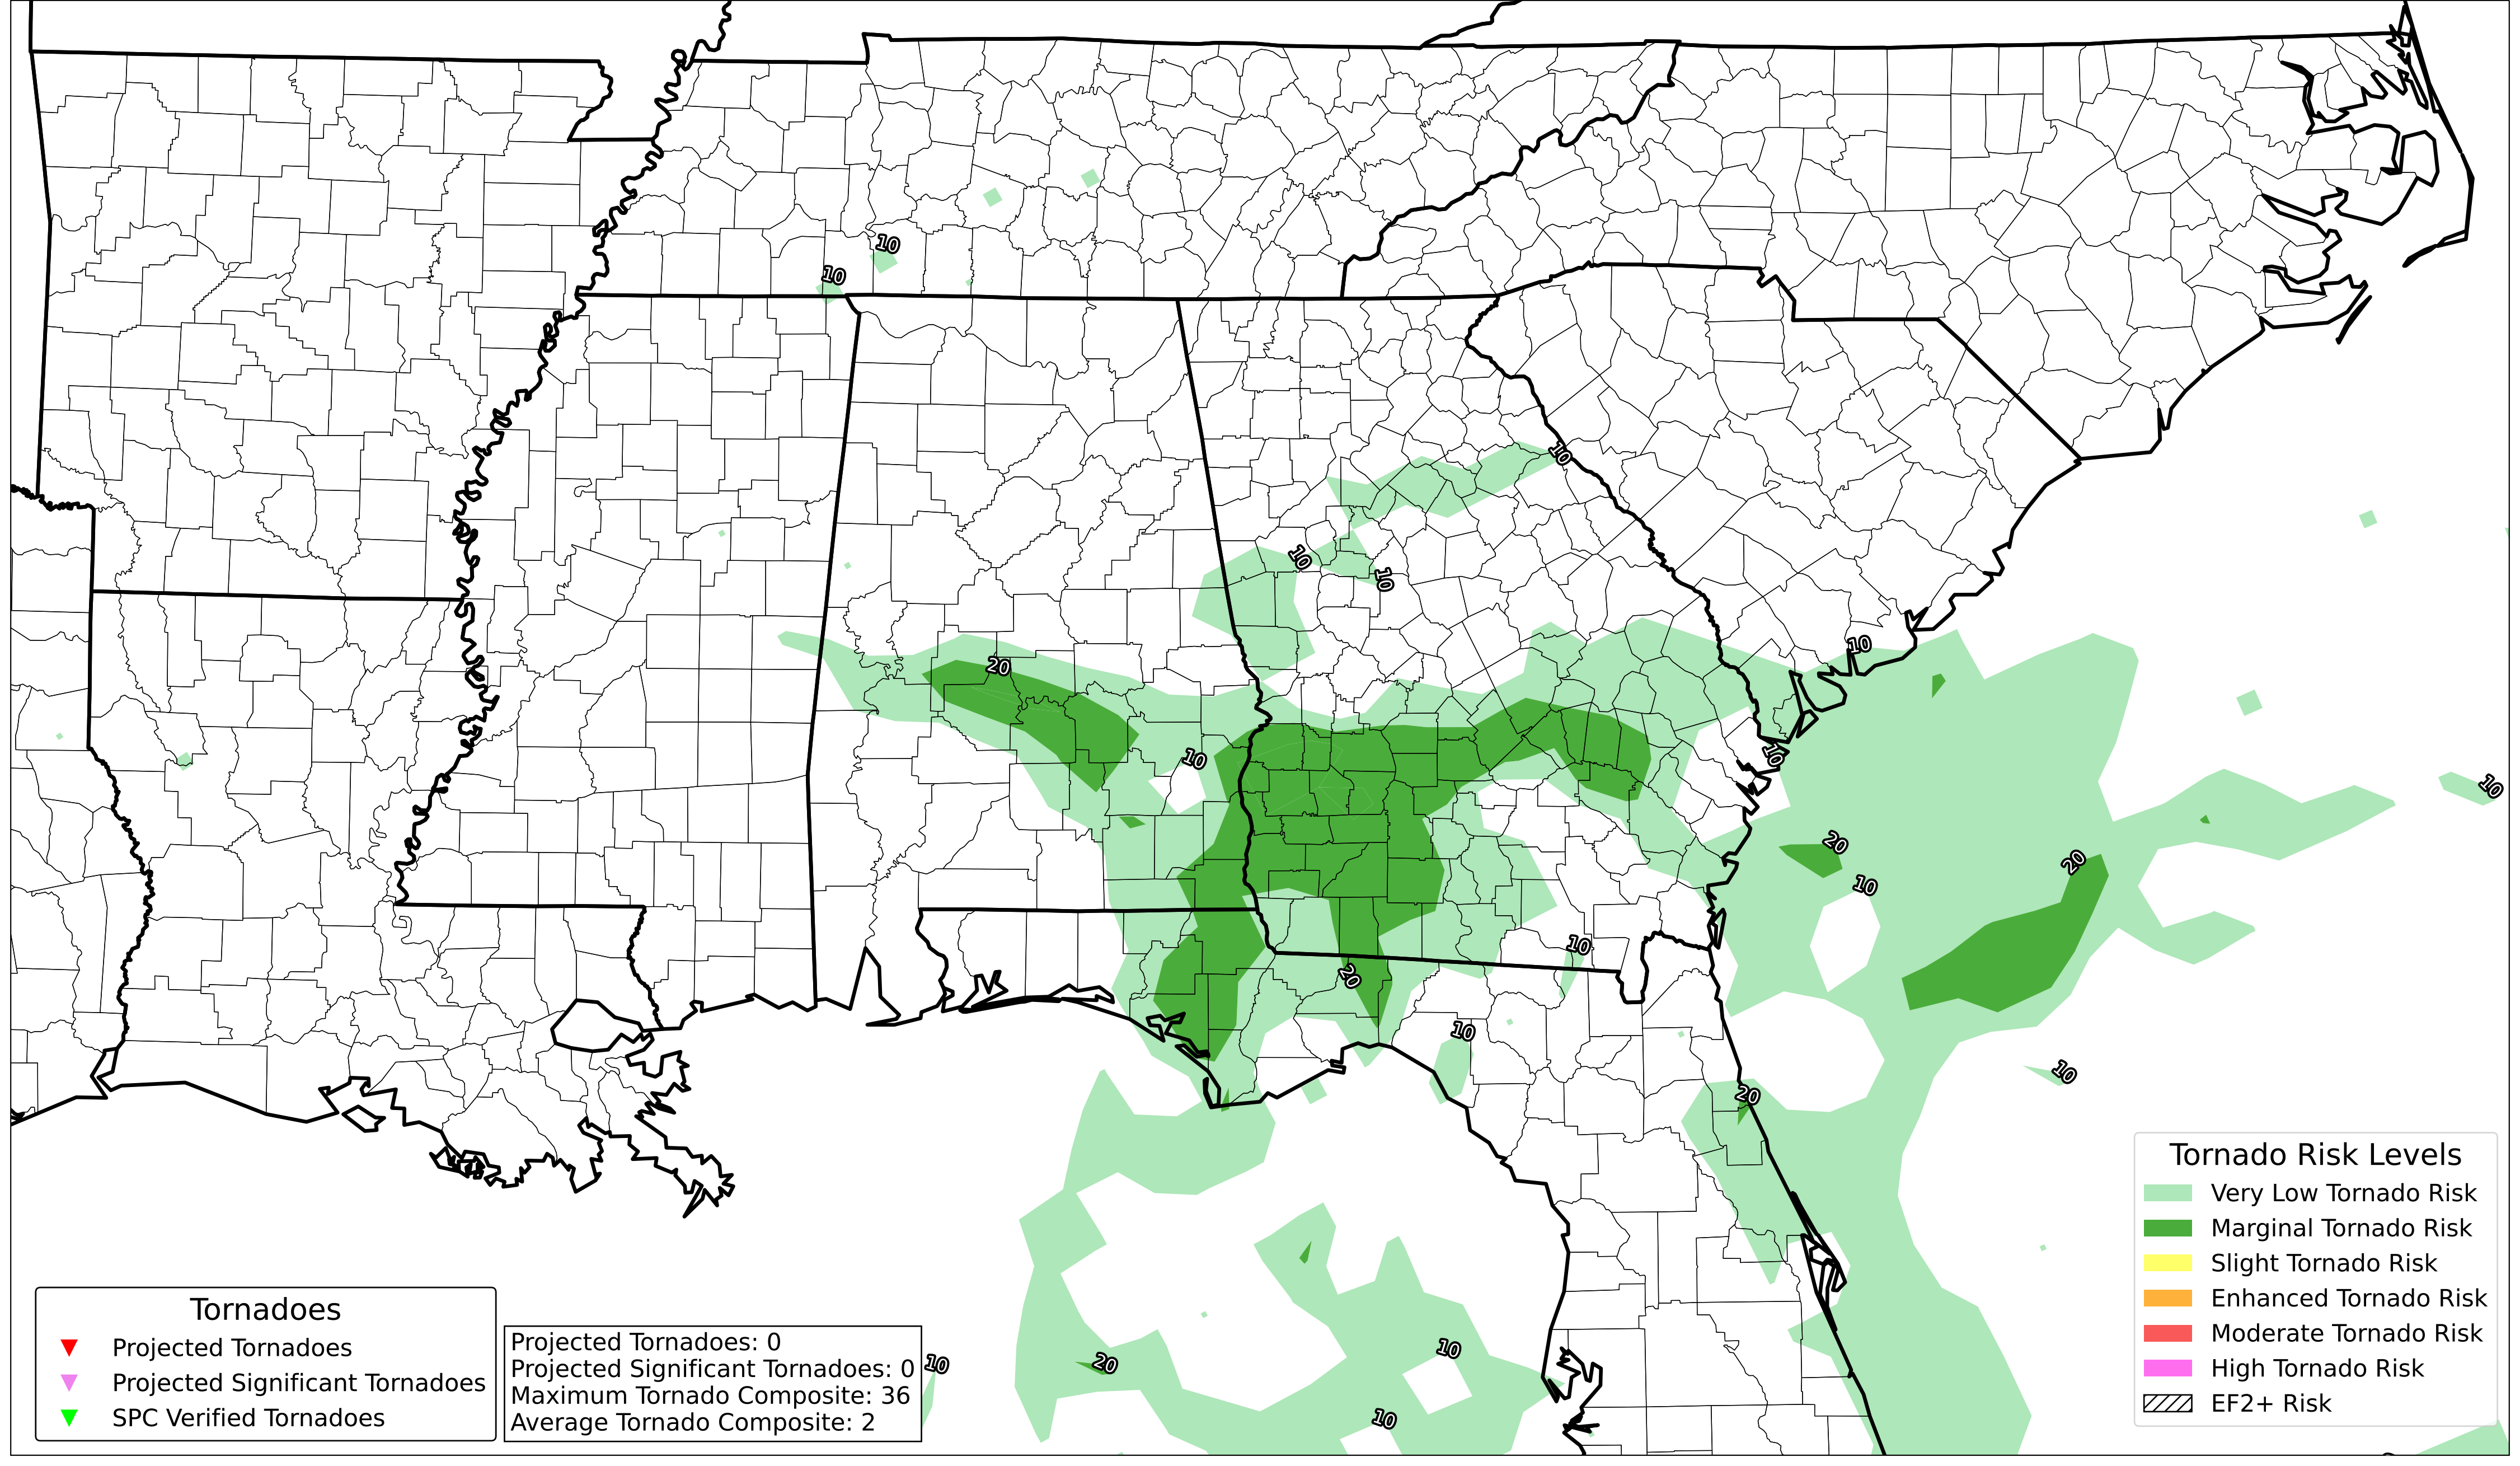 10
10
10
10
10
10
20
10
10
20
10
20
10
10
20
10
10
20
10
20
10
10
10
Tornado Risk Levels
Very Low Tornado Risk
Marginal Tornado Risk
Slight Tornado Risk
Enhanced Tornado Risk
Moderate Tornado Risk
High Tornado Risk
EF2+ Risk
Tornadoes
Projected Tornadoes
Projected Significant Tornadoes
SPC Verified Tornadoes
Projected Tornadoes: 0
Projected Significant Tornadoes: 0
Maximum Tornado Composite: 36
Average Tornado Composite: 2